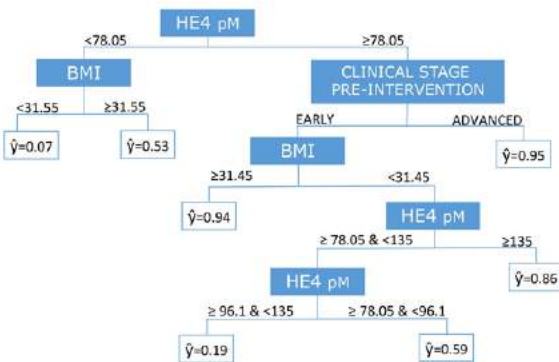 HE4 pM
<78.05
≥78.05
BMI
CLINICAL STAGE
PRE-INTERVENTION
<31.55
≥31.55
EARLY
ADVANCED
ŷ=0.07
ŷ=0.53
BMI
ŷ=0.95
≥31.45
<31.45
ŷ=0.94
HE4 pM
≥ 78.05 & <135
≥135
HE4 pM
ŷ=0.86
≥ 96.1 & <135
≥ 78.05 & <96.1
ŷ=0.19
ŷ=0.59